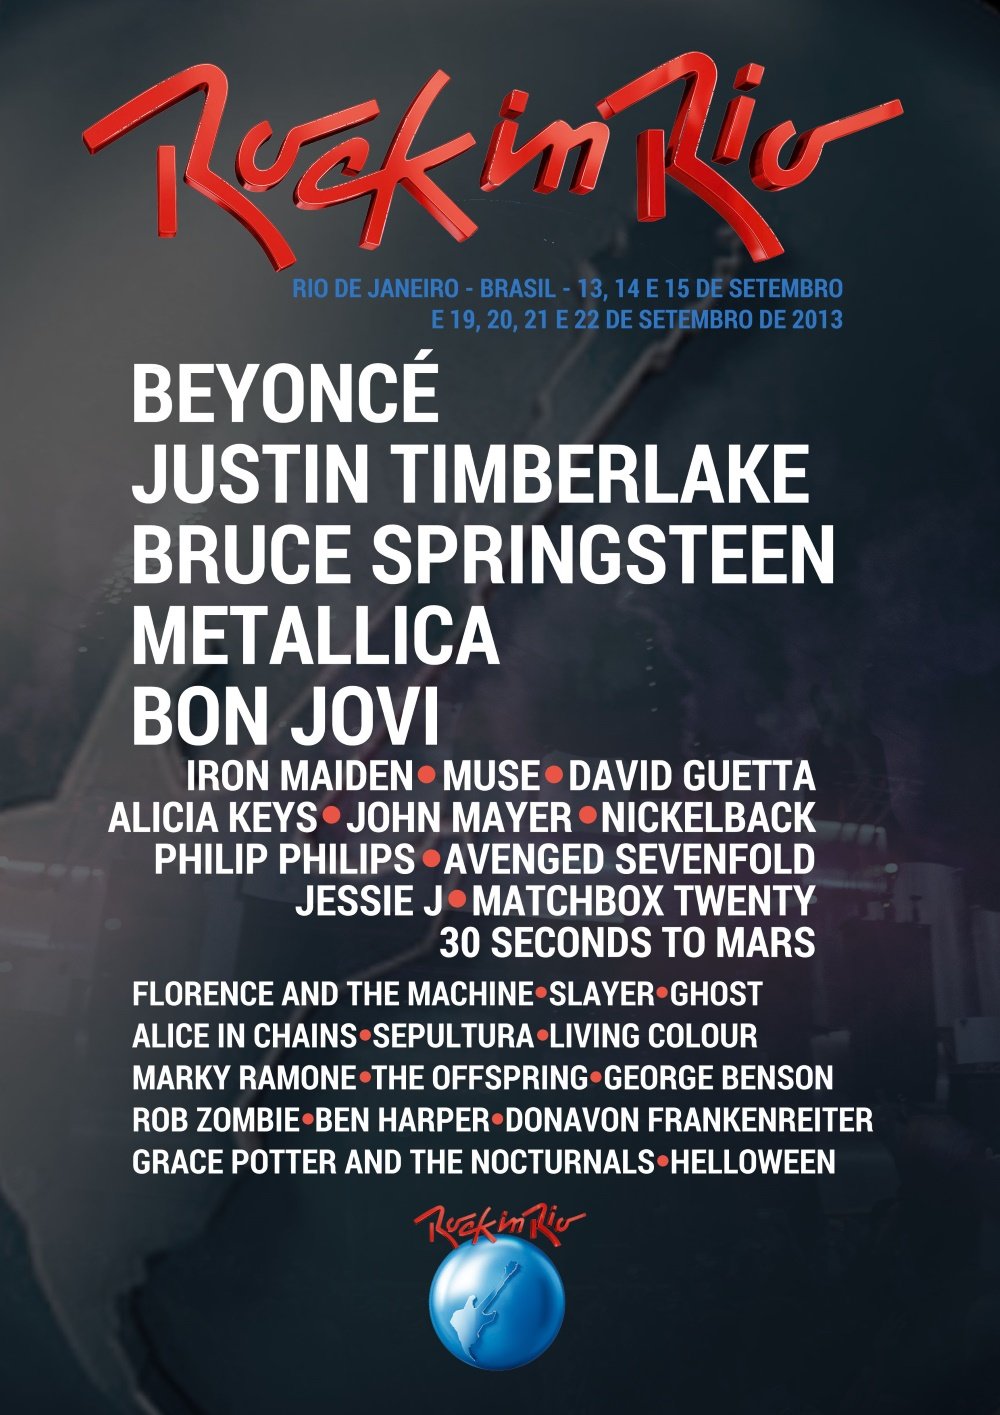 Rock in Rio
RIO DE JANEIRO - BRASIL - 13, 14 E 15 DE SETEMBRO
E 19, 20, 21 E 22 DE SETEMBRO DE 2013
BEYONCÉ
JUSTIN TIMBERLAKE
BRUCE SPRINGSTEEN
METALLICA
BON JOVI
IRON MAIDEN • MUSE • DAVID GUETTA
ALICIA KEYS • JOHN MAYER • NICKELBACK
PHILIP PHILIPS • AVENGED SEVENFOLD
JESSIE J • MATCHBOX TWENTY
30 SECONDS TO MARS
FLORENCE AND THE MACHINE • SLAYER • GHOST
ALICE IN CHAINS • SEPULTURA • LIVING COLOUR
MARKY RAMONE • THE OFFSPRING • GEORGE BENSON
ROB ZOMBIE • BEN HARPER • DONAVON FRANKENREITER
GRACE POTTER AND THE NOCTURNALS • HELLOWEEN
Rock in Rio